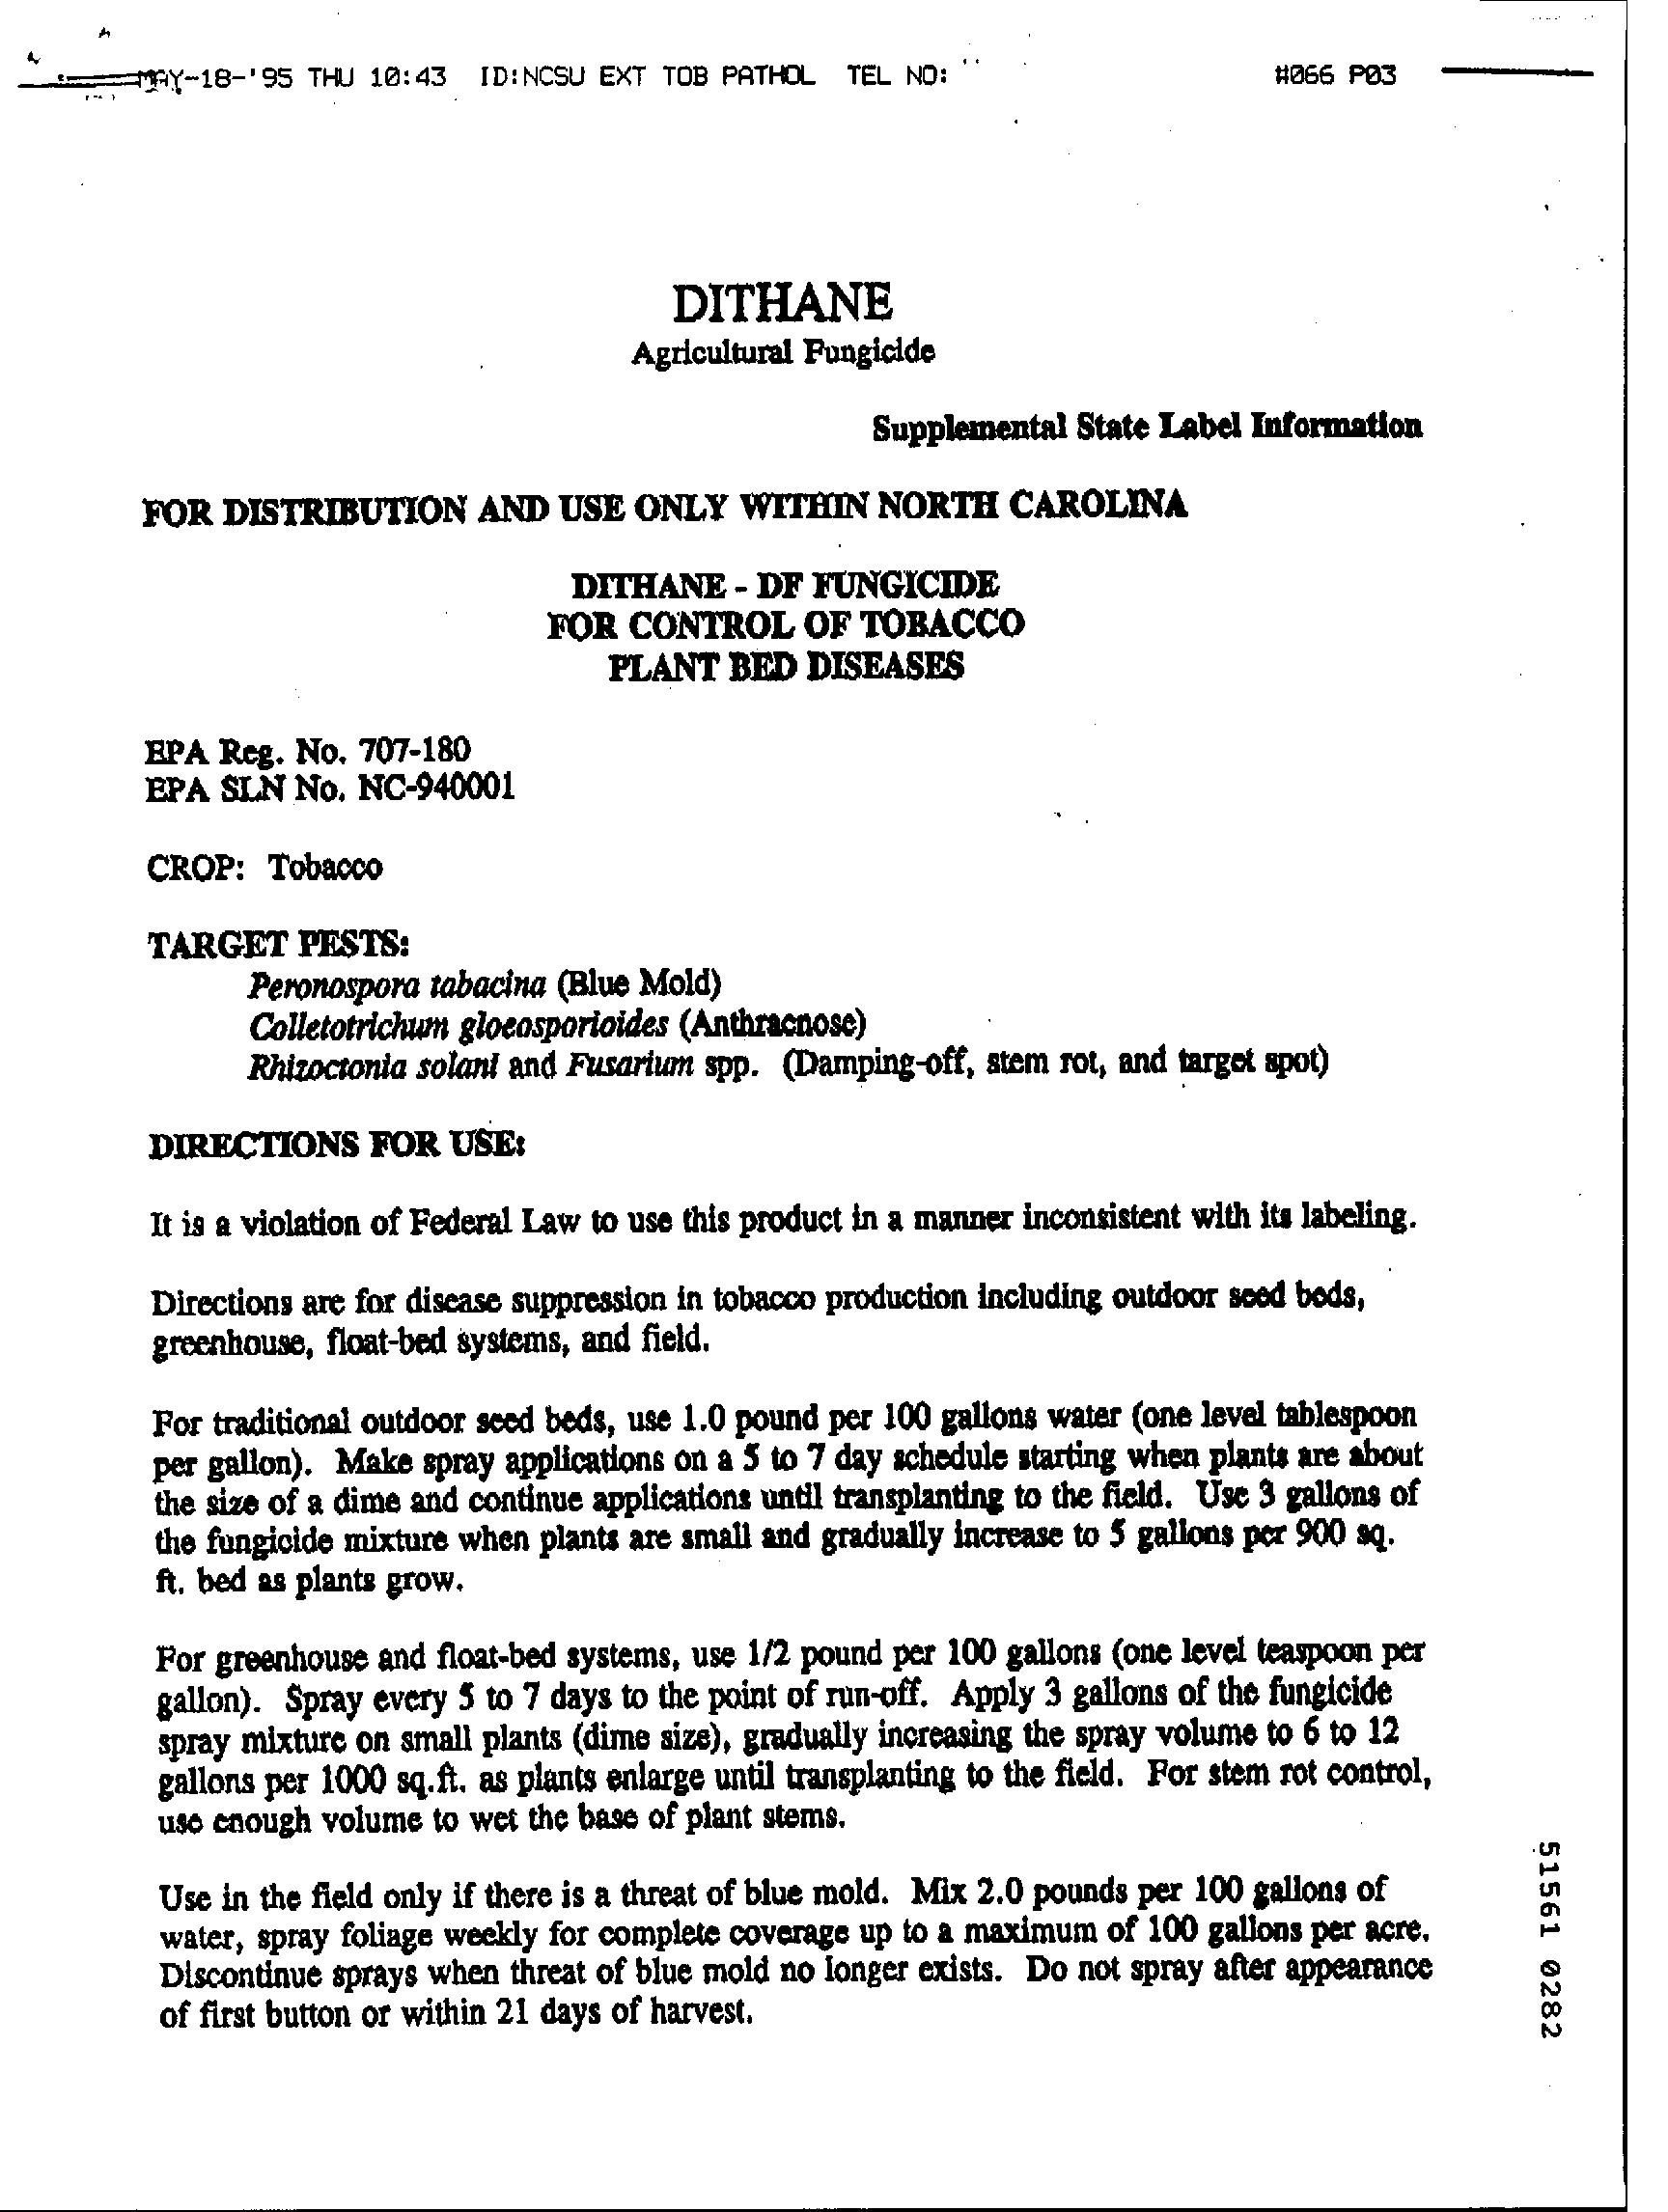 MAY-18-'95 THU 10:43 ID:NCSU EXT TOB PATHOL TEL NO: #066 P03
DITHANE
Agricultural Fungicide
Supplemental State Label Information
FOR DISTRIBUTION AND USE ONLY WITHIN NORTH CAROLINA
DITHANE - DF FUNGICIDE
FOR CONTROL OF TOBACCO
PLANT BED DISEASES
EPA Reg. No. 707-180
EPA SLN No. NC-940001
CROP: Tobacco
TARGET PESTS:
Peronospora tabacina (Blue Mold)
Colletotrichum gloeosporioides (Anthracnose)
Rhizoctonia solani and Fusarium spp. (Damping-off, stem rot, and target spot)
DIRECTIONS FOR USE:
It is a violation of Federal Law to use this product in a manner inconsistent with its labeling.
Directions are for disease suppression in tobacco production including outdoor seed beds,
greenhouse, float-bed systems, and field.
For traditional outdoor seed beds, use 1.0 pound per 100 gallons water (one level tablespoon
per gallon). Make spray applications on a 5 to 7 day schedule starting when plants are about
the size of a dime and continue applications until transplanting to the field. Use 3 gallons of
the fungicide mixture when plants are small and gradually increase to 5 gallons per 900 sq.
ft. bed as plants grow.
For greenhouse and float-bed systems, use 1/2 pound per 100 gallons (one level teaspoon per
gallon). Spray every 5 to 7 days to the point of run-off. Apply 3 gallons of the fungicide
spray mixture on small plants (dime size), gradually increasing the spray volume to 6 to 12
gallons per 1000 sq.ft. as plants enlarge until transplanting to the field. For stem rot control,
use enough volume to wet the base of plant stems.
Use in the field only if there is a threat of blue mold. Mix 2.0 pounds per 100 gallons of
water, spray foliage weekly for complete coverage up to a maximum of 100 gallons per acre.
Discontinue sprays when threat of blue mold no longer exists. Do not spray after appearance
of first button or within 21 days of harvest.
51561 0282